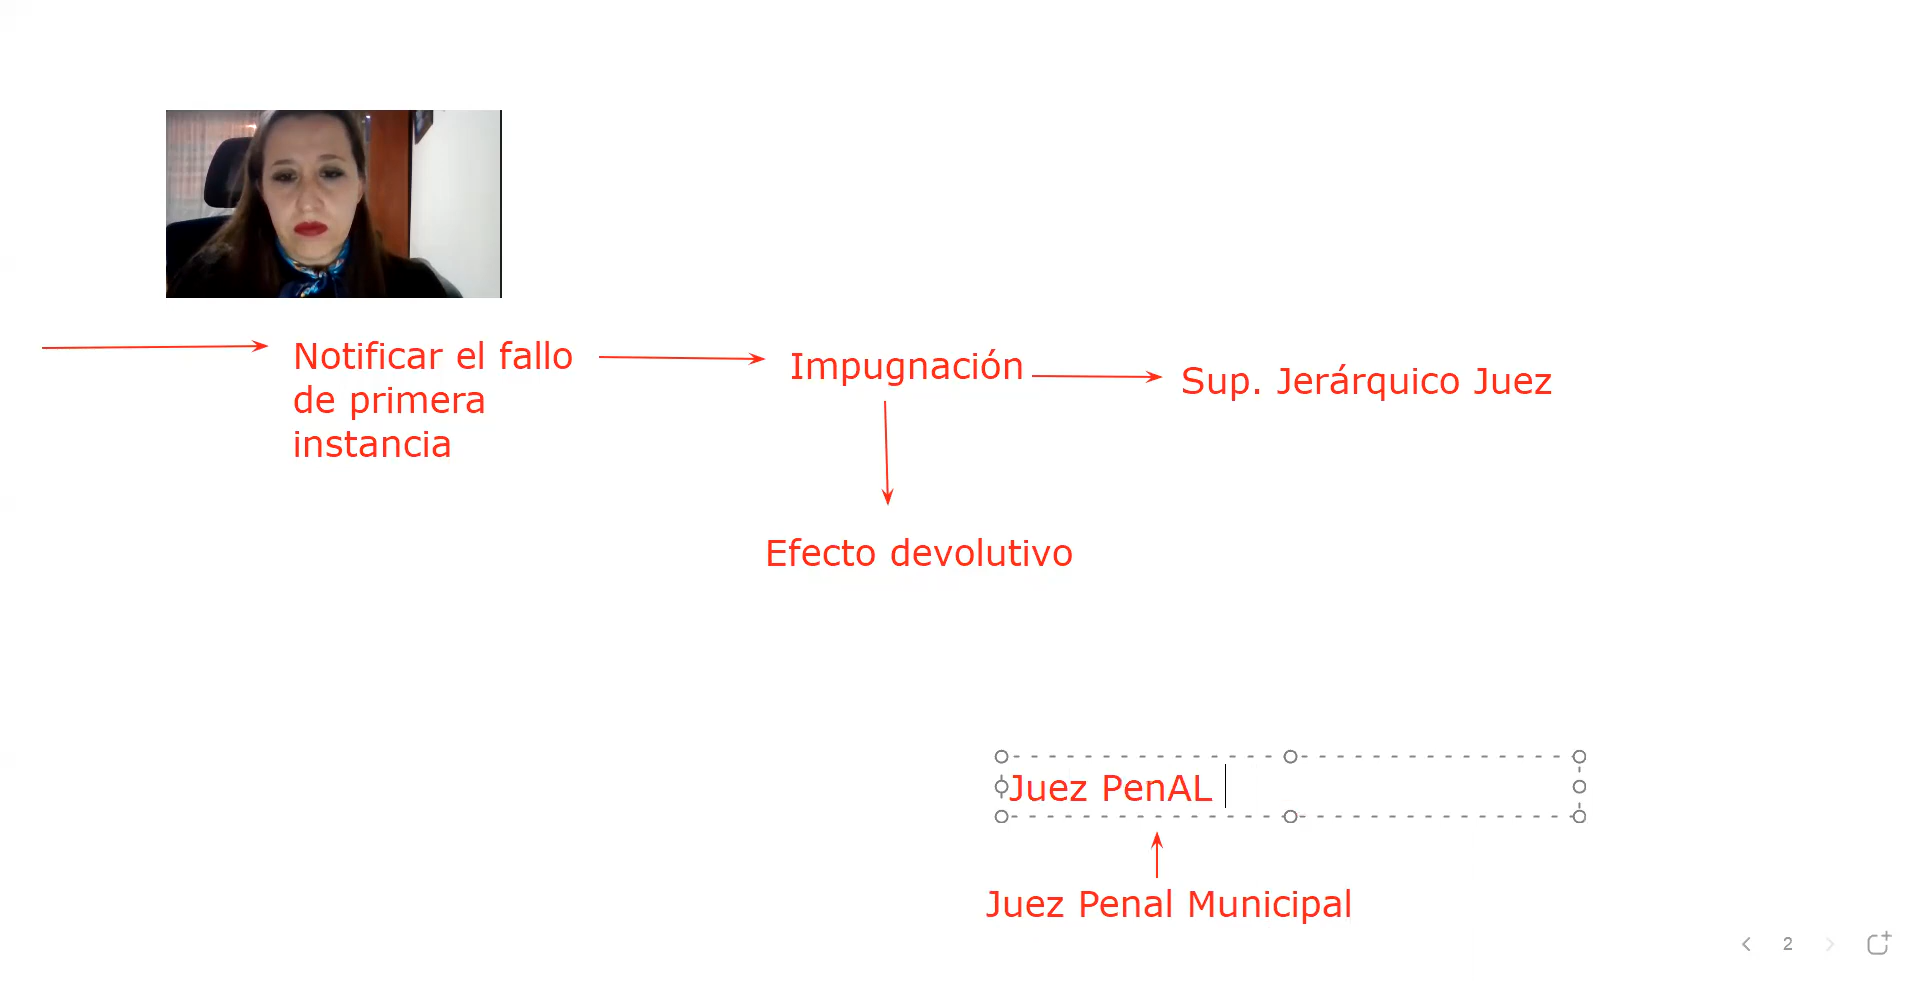 Notificar el fallo
de primera
instancia
Impugnación
Sup. Jerárquico Juez
Efecto devolutivo
Juez PenAL
Juez Penal Municipal
2